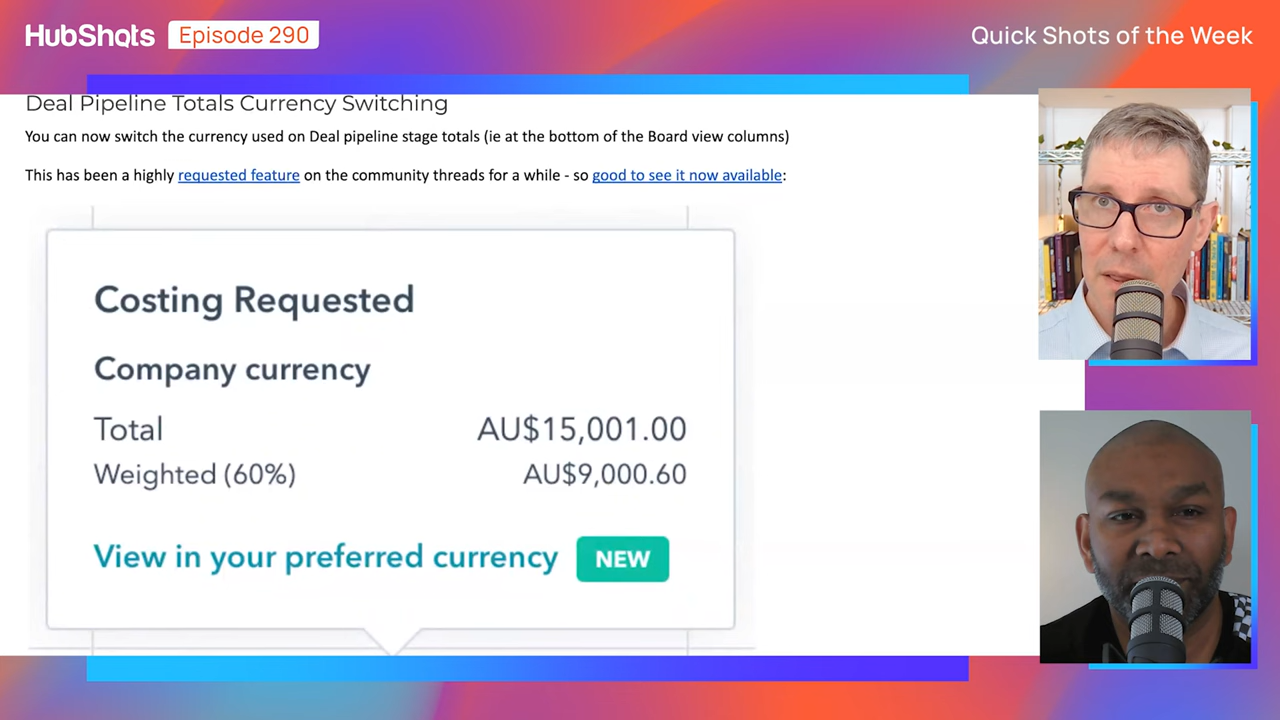 HubShots Episode 290
Quick Shots of the Week
Deal Pipeline Totals Currency Switching
You can now switch the currency used on Deal pipeline stage totals (ie at the bottom of the Board view columns)
This has been a highly requested feature on the community threads for a while - so good to see it now available:
Costing Requested
Company currency
Total AU$15,001.00
Weighted (60%) AU$9,000.60
View in your preferred currency NEW